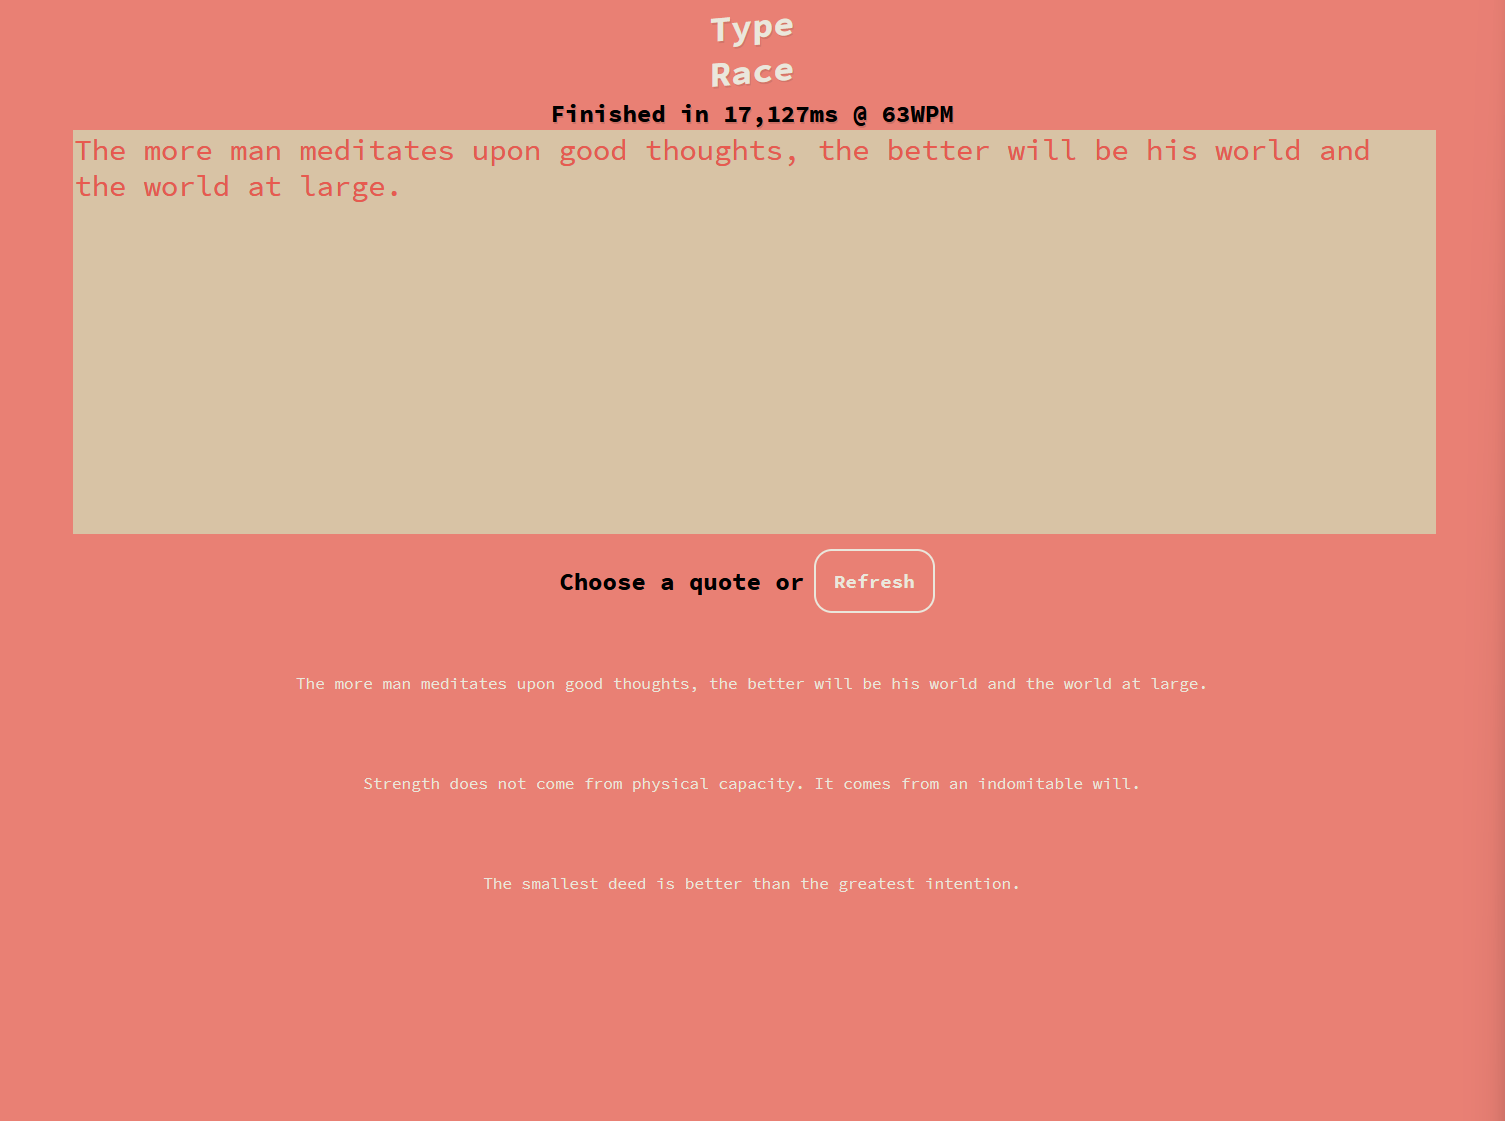 Type
Race
Finished in 17,127ms @ 63WPM
The more man meditates upon good thoughts, the better will be his world and
the world at large.
Choose a quote or Refresh
The more man meditates upon good thoughts, the better will be his world and the world at large.
Strength does not come from physical capacity. It comes from an indomitable will.
The smallest deed is better than the greatest intention.